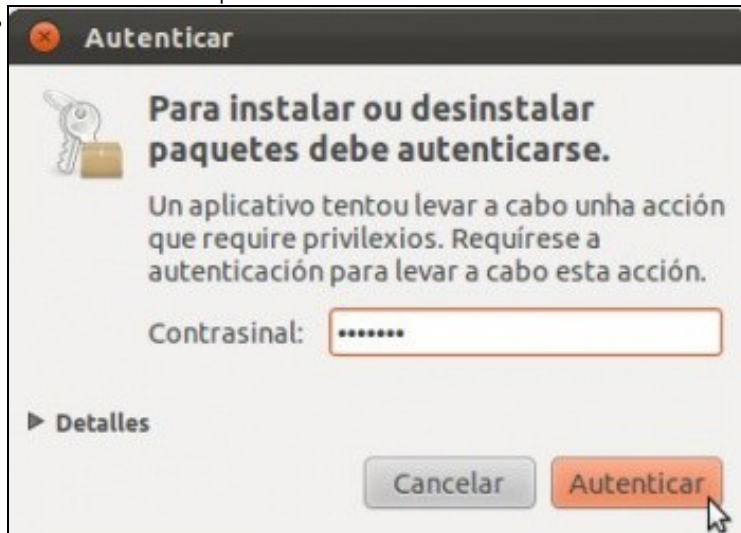 Autenticar
Para instalar ou desinstalar
paquetes debe autenticarse.
Un aplicativo tentou levar a cabo unha acción
que require privilexios. Requírese a
autenticación para levar a cabo esta acción.
Contrasinal: •••••••
Detalles
Cancelar Autenticar